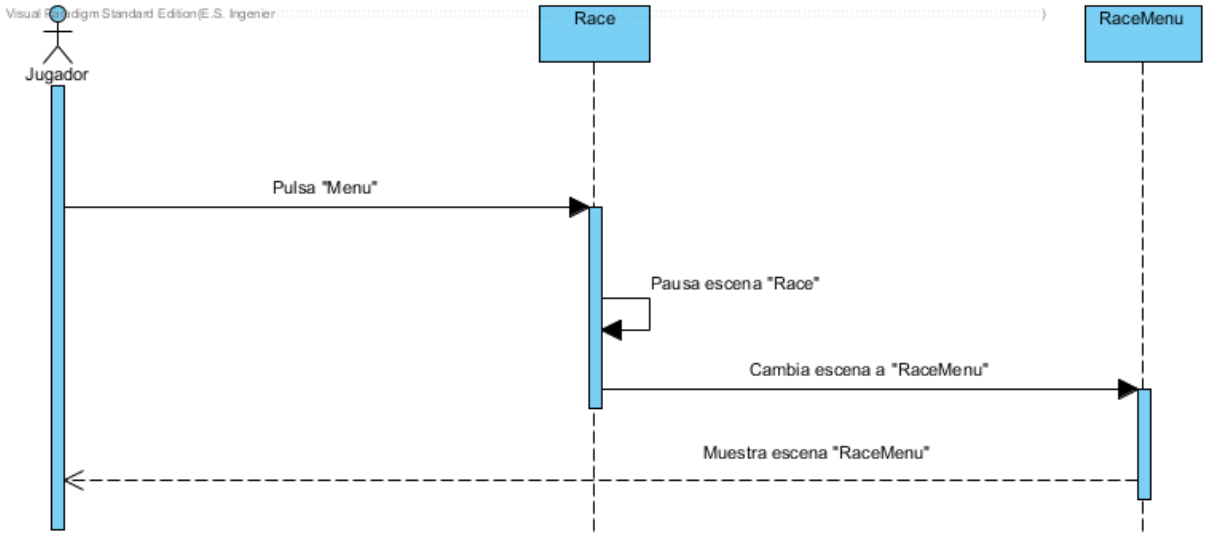 Visual Paradigm Standard Edition(E.S. Ingenier
Race
RaceMenu
Jugador
Pulsa "Menu"
Pausa escena "Race"
Cambia escena a "RaceMenu"
Muestra escena "RaceMenu"